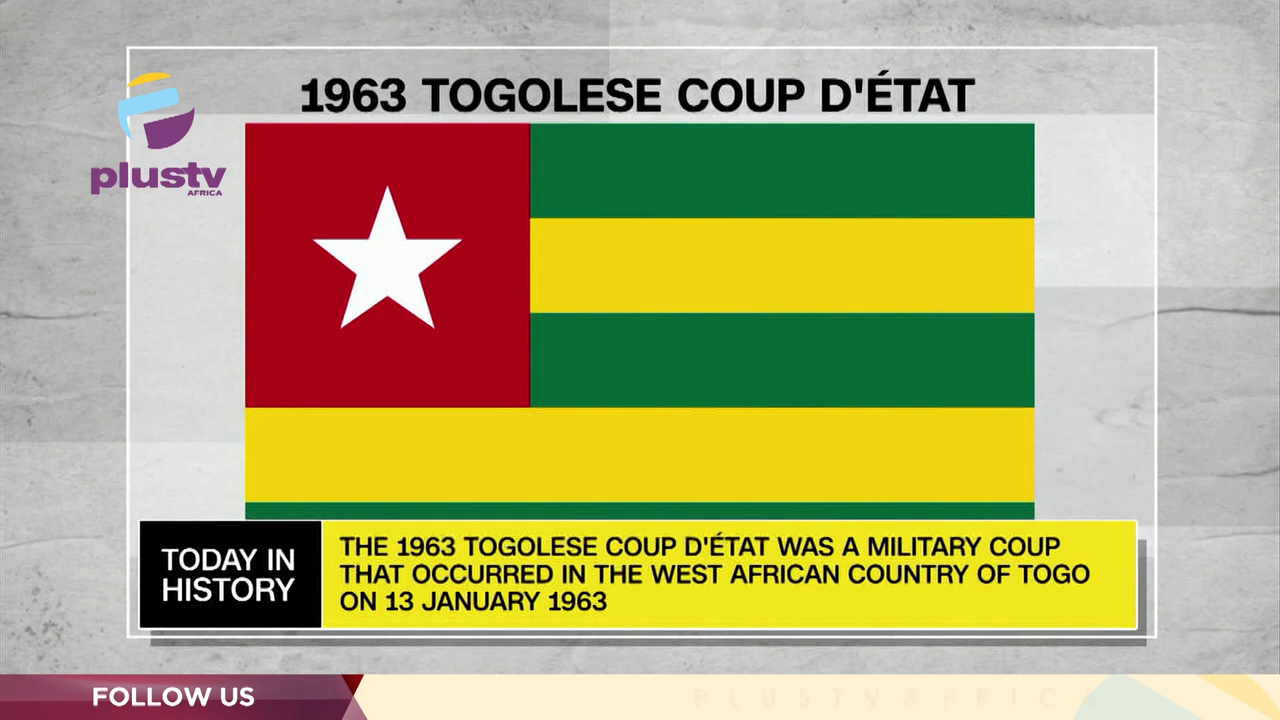 1963 TOGOLESE COUP D'ÉTAT
plustv
AFRICA
TODAY IN
HISTORY
THE 1963 TOGOLESE COUP D'ÉTAT WAS A MILITARY COUP
THAT OCCURRED IN THE WEST AFRICAN COUNTRY OF TOGO
ON 13 JANUARY 1963
FOLLOW US
PLUSTVAFRICA